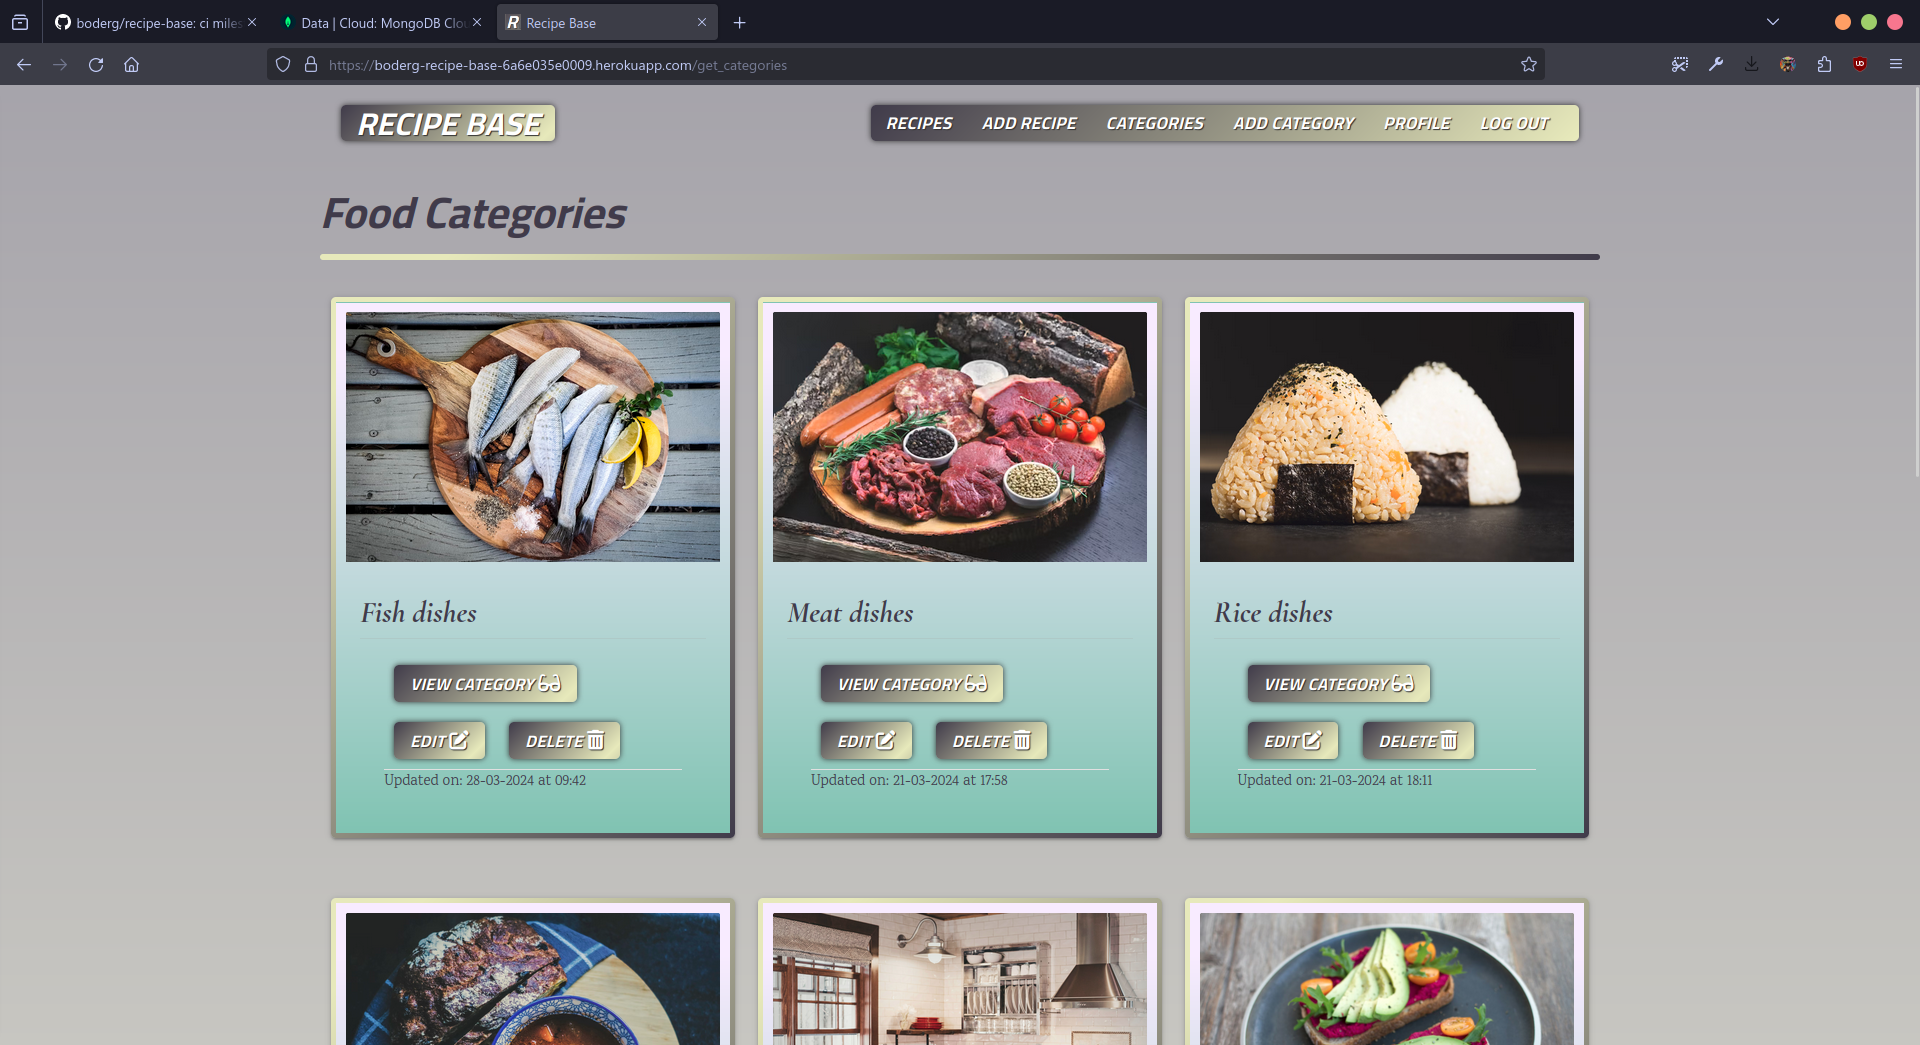 boderg/recipe-base: ci miles
Data | Cloud: MongoDB Clo
Recipe Base
https://boderg-recipe-base-6a6e035e0009.herokuapp.com/get_categories
RECIPE BASE
RECIPES ADD RECIPE CATEGORIES ADD CATEGORY PROFILE LOG OUT
Food Categories
Fish dishes
VIEW CATEGORY
EDIT DELETE
Updated on: 28-03-2024 at 09:42
Meat dishes
VIEW CATEGORY
EDIT DELETE
Updated on: 21-03-2024 at 17:58
Rice dishes
VIEW CATEGORY
EDIT DELETE
Updated on: 21-03-2024 at 18:11